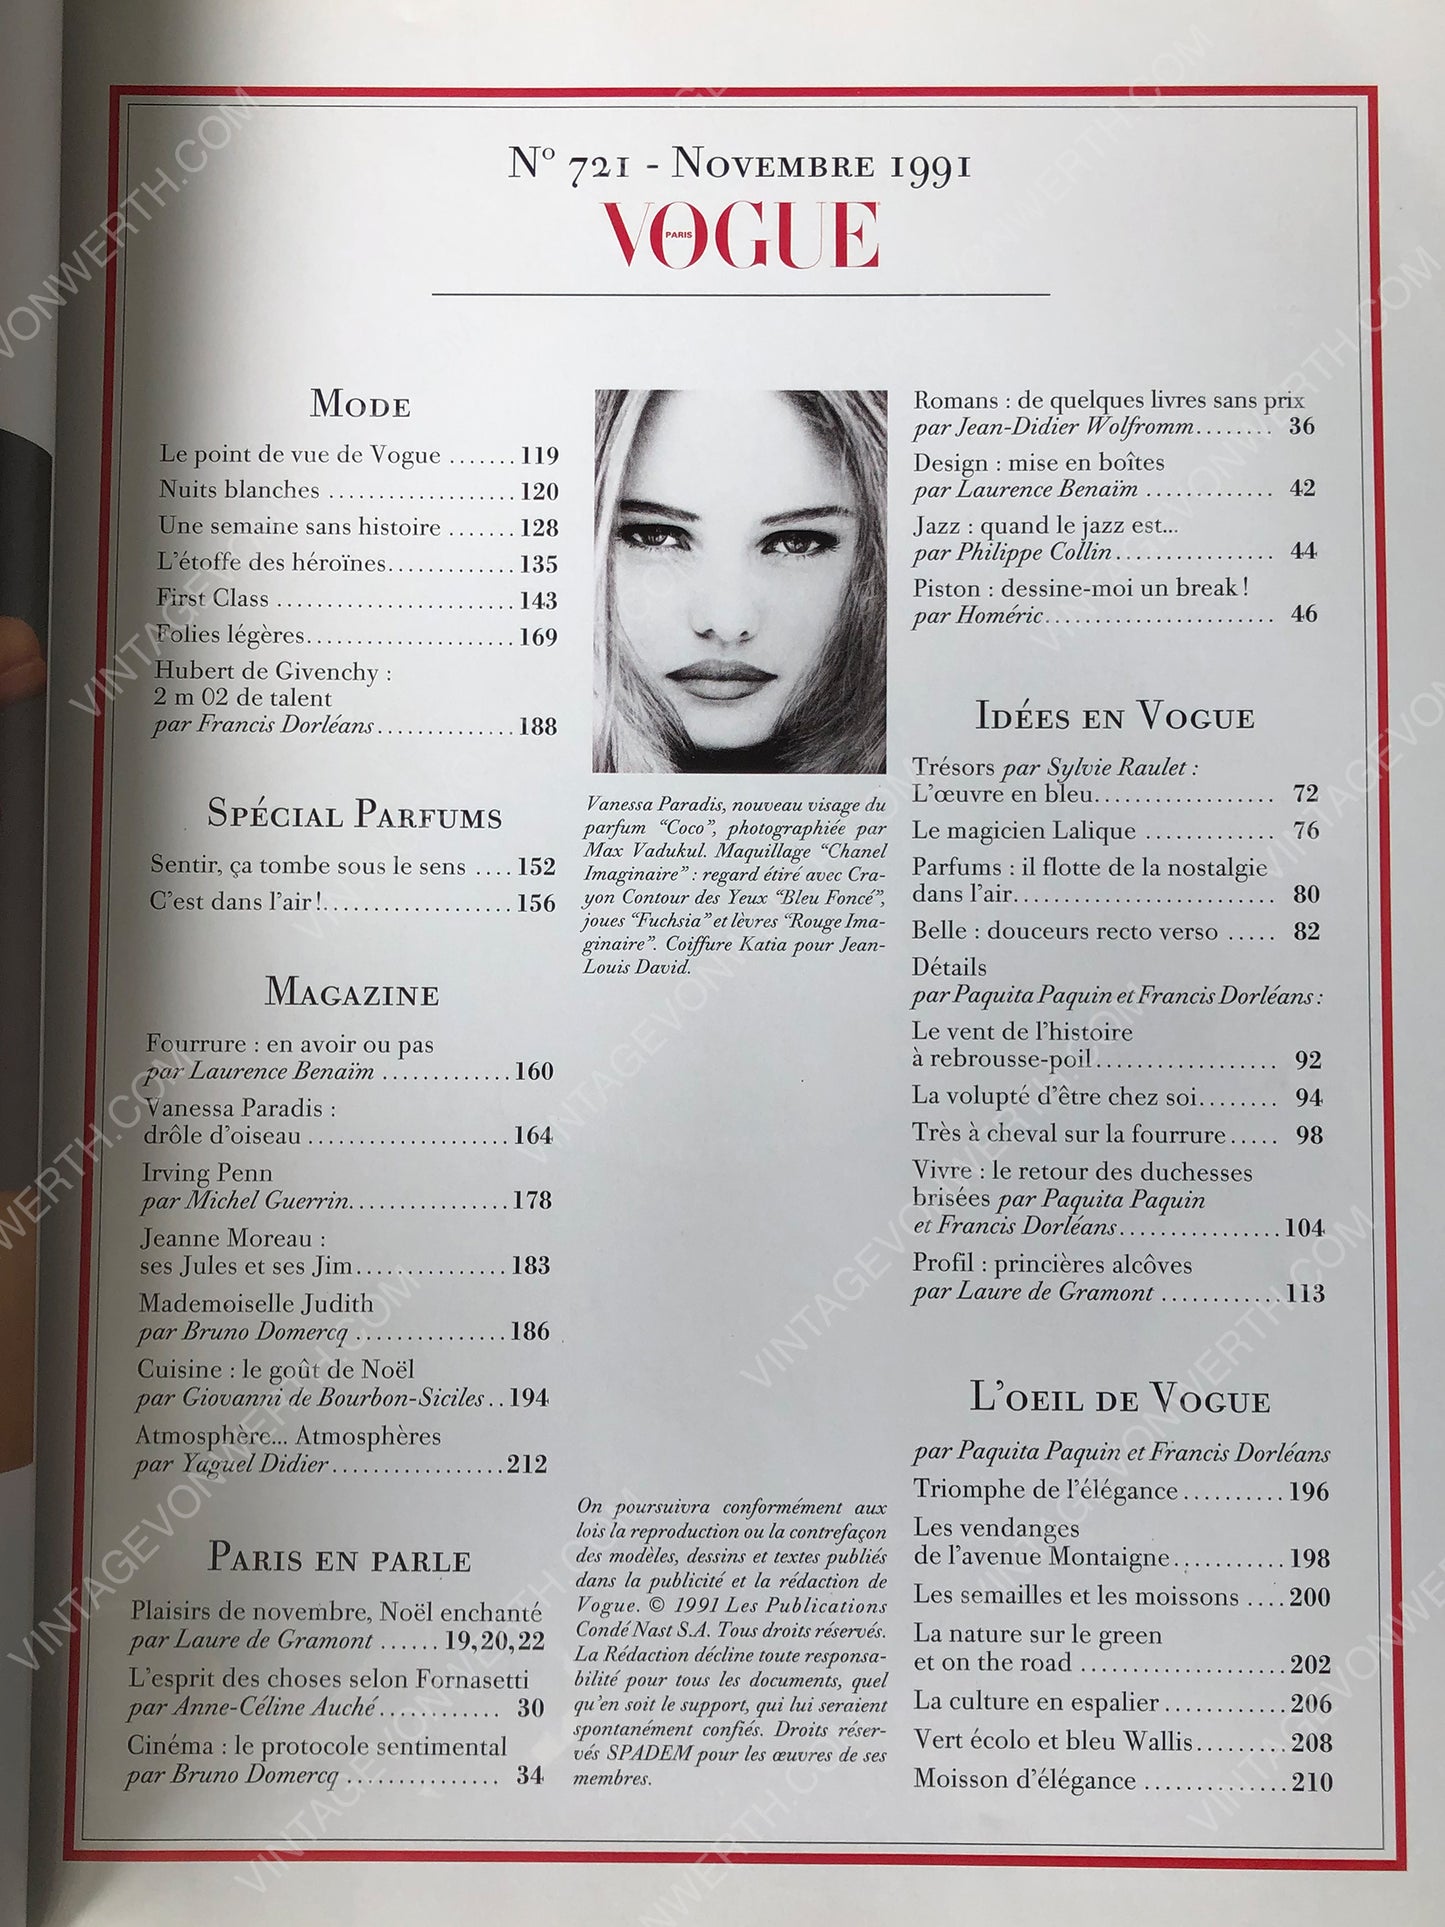 N° 721 - Novembre 1991
VOGUE
PARIS
Mode
Le point de vue de Vogue ....... 119
Nuits blanches ................... 120
Une semaine sans histoire ....... 128
L'étoffe des héroïnes............. 135
First Class ........................ 143
Folies légères..................... 169
Hubert de Givenchy :
2 m 02 de talent
par Francis Dorléans.............. 188
Spécial Parfums
Sentir, ça tombe sous le sens .... 152
C'est dans l'air !................... 156
Magazine
Fourrure : en avoir ou pas
par Laurence Benaïm ............. 160
Vanessa Paradis :
drôle d'oiseau .................... 164
Irving Penn
par Michel Guerrin................ 178
Jeanne Moreau :
ses Jules et ses Jim............... 183
Mademoiselle Judith
par Bruno Domercq ............... 186
Cuisine : le goût de Noël
par Giovanni de Bourbon-Siciles .. 194
Atmosphère... Atmosphères
par Yaguel Didier................. 212
Paris en parle
Plaisirs de novembre, Noël enchanté
par Laure de Gramont ...... 19,20,22
L'esprit des choses selon Fornasetti
par Anne-Céline Auché............ 30
Cinéma : le protocole sentimental
par Bruno Domercq ............... 34
Vanessa Paradis, nouveau visage du
parfum “Coco”, photographiée par
Max Vadukul. Maquillage “Chanel
Imaginaire” : regard étiré avec Cra-
yon Contour des Yeux “Bleu Foncé”,
joues “Fuchsia” et lèvres “Rouge Ima-
ginaire”. Coiffure Katia pour Jean-
Louis David.
On poursuivra conformément aux
lois la reproduction ou la contrefaçon
des modèles, dessins et textes publiés
dans la publicité et la rédaction de
Vogue. © 1991 Les Publications
Condé Nast S.A. Tous droits réservés.
La Rédaction décline toute responsa-
bilité pour tous les documents, quel
qu'en soit le support, qui lui seraient
spontanément confiés. Droits réser-
vés SPADEM pour les œuvres de ses
membres.
Romans : de quelques livres sans prix
par Jean-Didier Wolfromm........ 36
Design : mise en boîtes
par Laurence Benaïm ............. 42
Jazz : quand le jazz est...
par Philippe Collin................ 44
Piston : dessine-moi un break !
par Homéric....................... 46
Idées en Vogue
Trésors par Sylvie Raulet :
L'œuvre en bleu.................. 72
Le magicien Lalique ............. 76
Parfums : il flotte de la nostalgie
dans l'air.......................... 80
Belle : douceurs recto verso ..... 82
Détails
par Paquita Paquin et Francis Dorléans :
Le vent de l'histoire
à rebrousse-poil.................. 92
La volupté d'être chez soi........ 94
Très à cheval sur la fourrure..... 98
Vivre : le retour des duchesses
brisées par Paquita Paquin
et Francis Dorléans................ 104
Profil : princières alcôves
par Laure de Gramont ............ 113
L'oeil de Vogue
par Paquita Paquin et Francis Dorléans
Triomphe de l'élégance.......... 196
Les vendanges
de l'avenue Montaigne........... 198
Les semailles et les moissons .... 200
La nature sur le green
et on the road .................... 202
La culture en espalier............ 206
Vert écolo et bleu Wallis......... 208
Moisson d'élégance .............. 210
VINTAGEVONWERTH.COM